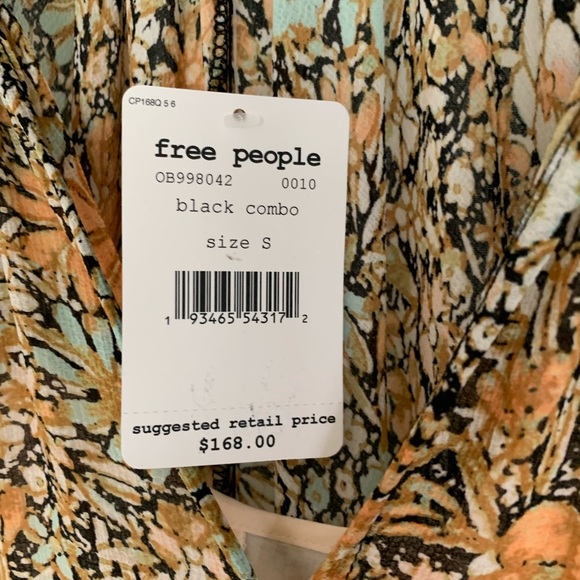 CP168Q 5 6
free people
OB998042 0010
black combo
size S
1 93465 54317 2
suggested retail price
$168.00